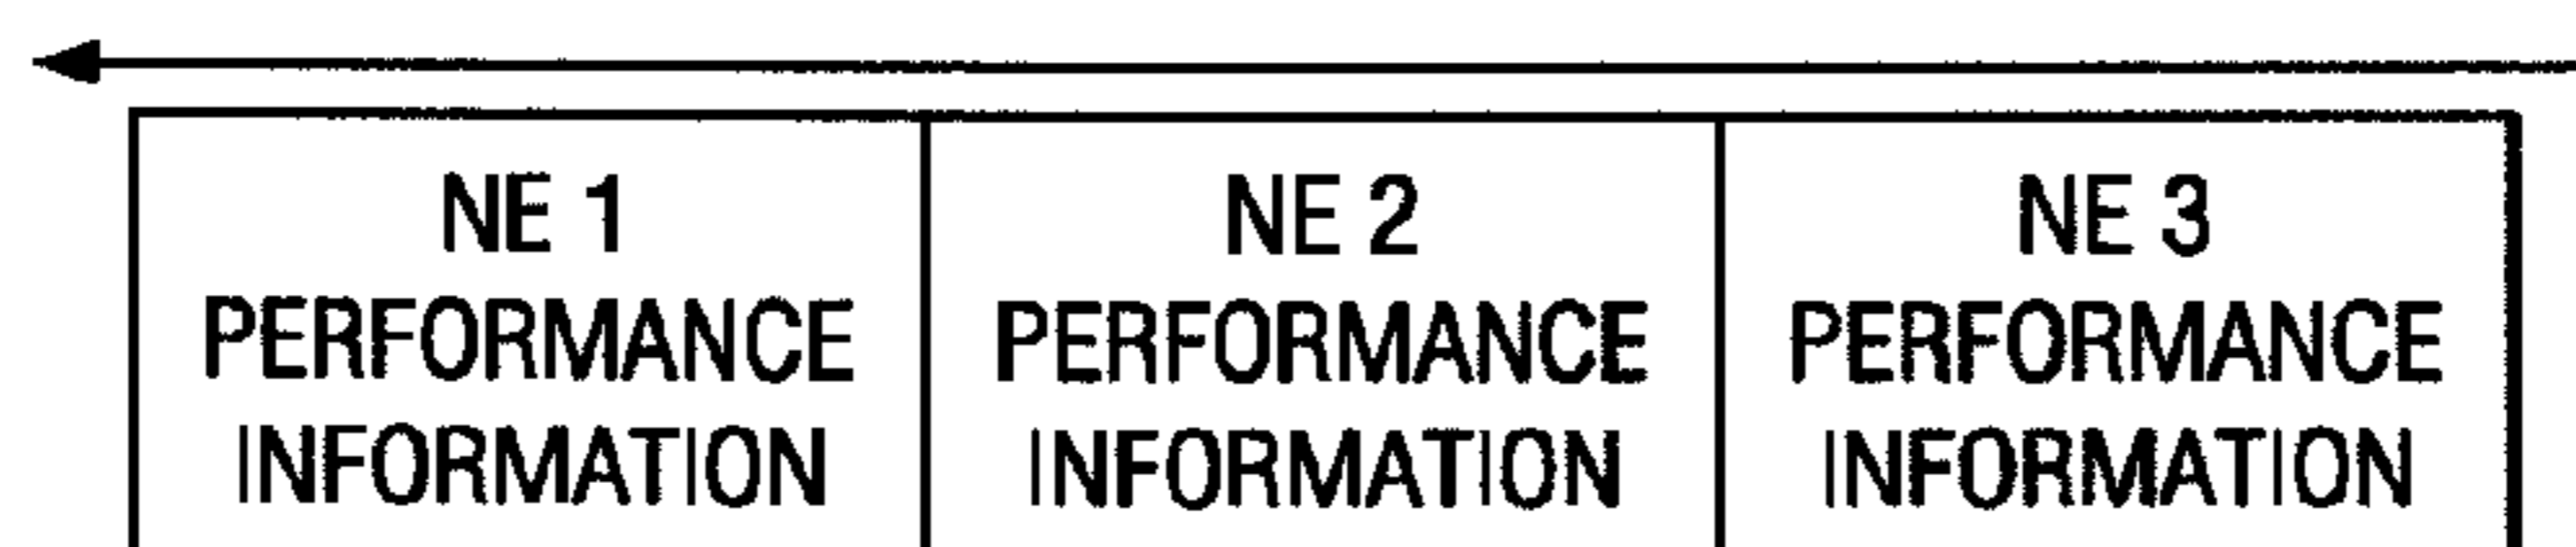 NE 1
PERFORMANCE
INFORMATION
NE 2
PERFORMANCE
INFORMATION
NE 3
PERFORMANCE
INFORMATION